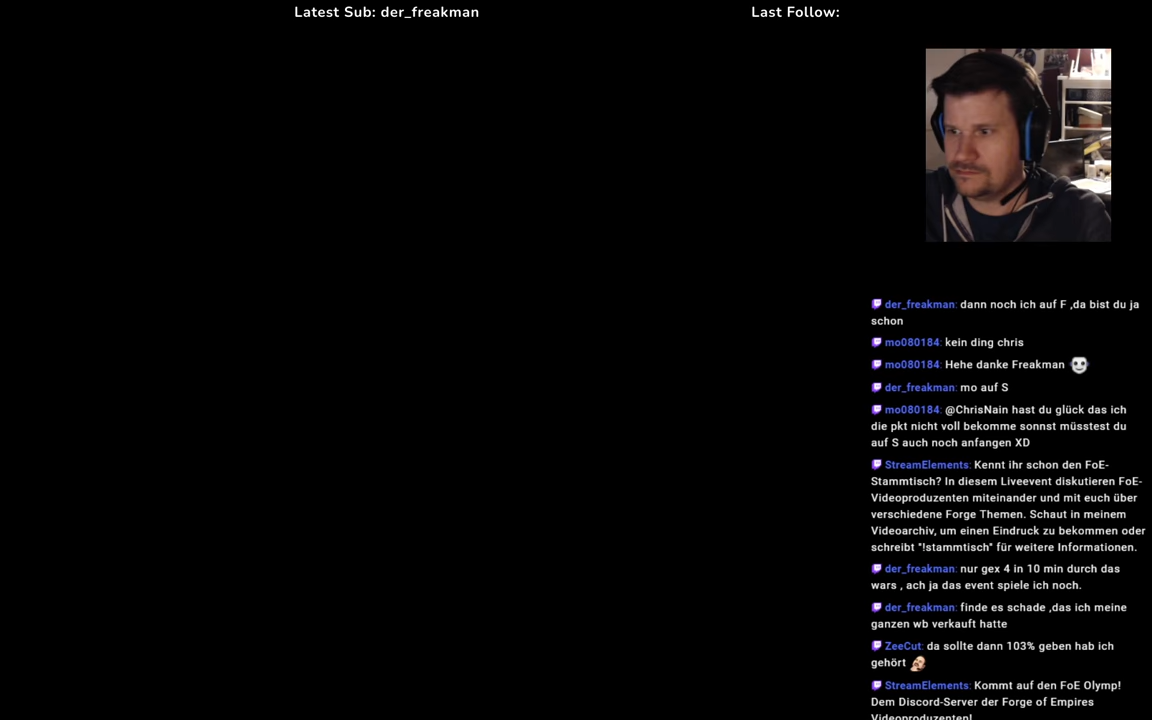 Latest Sub: der_freakman
Last Follow:
der_freakman: dann noch ich auf F ,da bist du ja
schon
mo080184: kein ding chris
mo080184: Hehe danke Freakman
der_freakman: mo auf S
mo080184: @ChrisNain hast du glück das ich
die pkt nicht voll bekomme sonst müsstest du
auf S auch noch anfangen XD
StreamElements: Kennt ihr schon den FoE-
Stammtisch? In diesem Liveevent diskutieren FoE-
Videoproduzenten miteinander und mit euch über
verschiedene Forge Themen. Schaut in meinem
Videoarchiv, um einen Eindruck zu bekommen oder
schreibt "!stammtisch" für weitere Informationen.
der_freakman: nur gex 4 in 10 min durch das
wars , ach ja das event spiele ich noch.
der_freakman: finde es schade ,das ich meine
ganzen wb verkauft hatte
ZeeCut: da sollte dann 103% geben hab ich
gehört
StreamElements: Kommt auf den FoE Olymp!
Dem Discord-Server der Forge of Empires
Videoproduzenten!